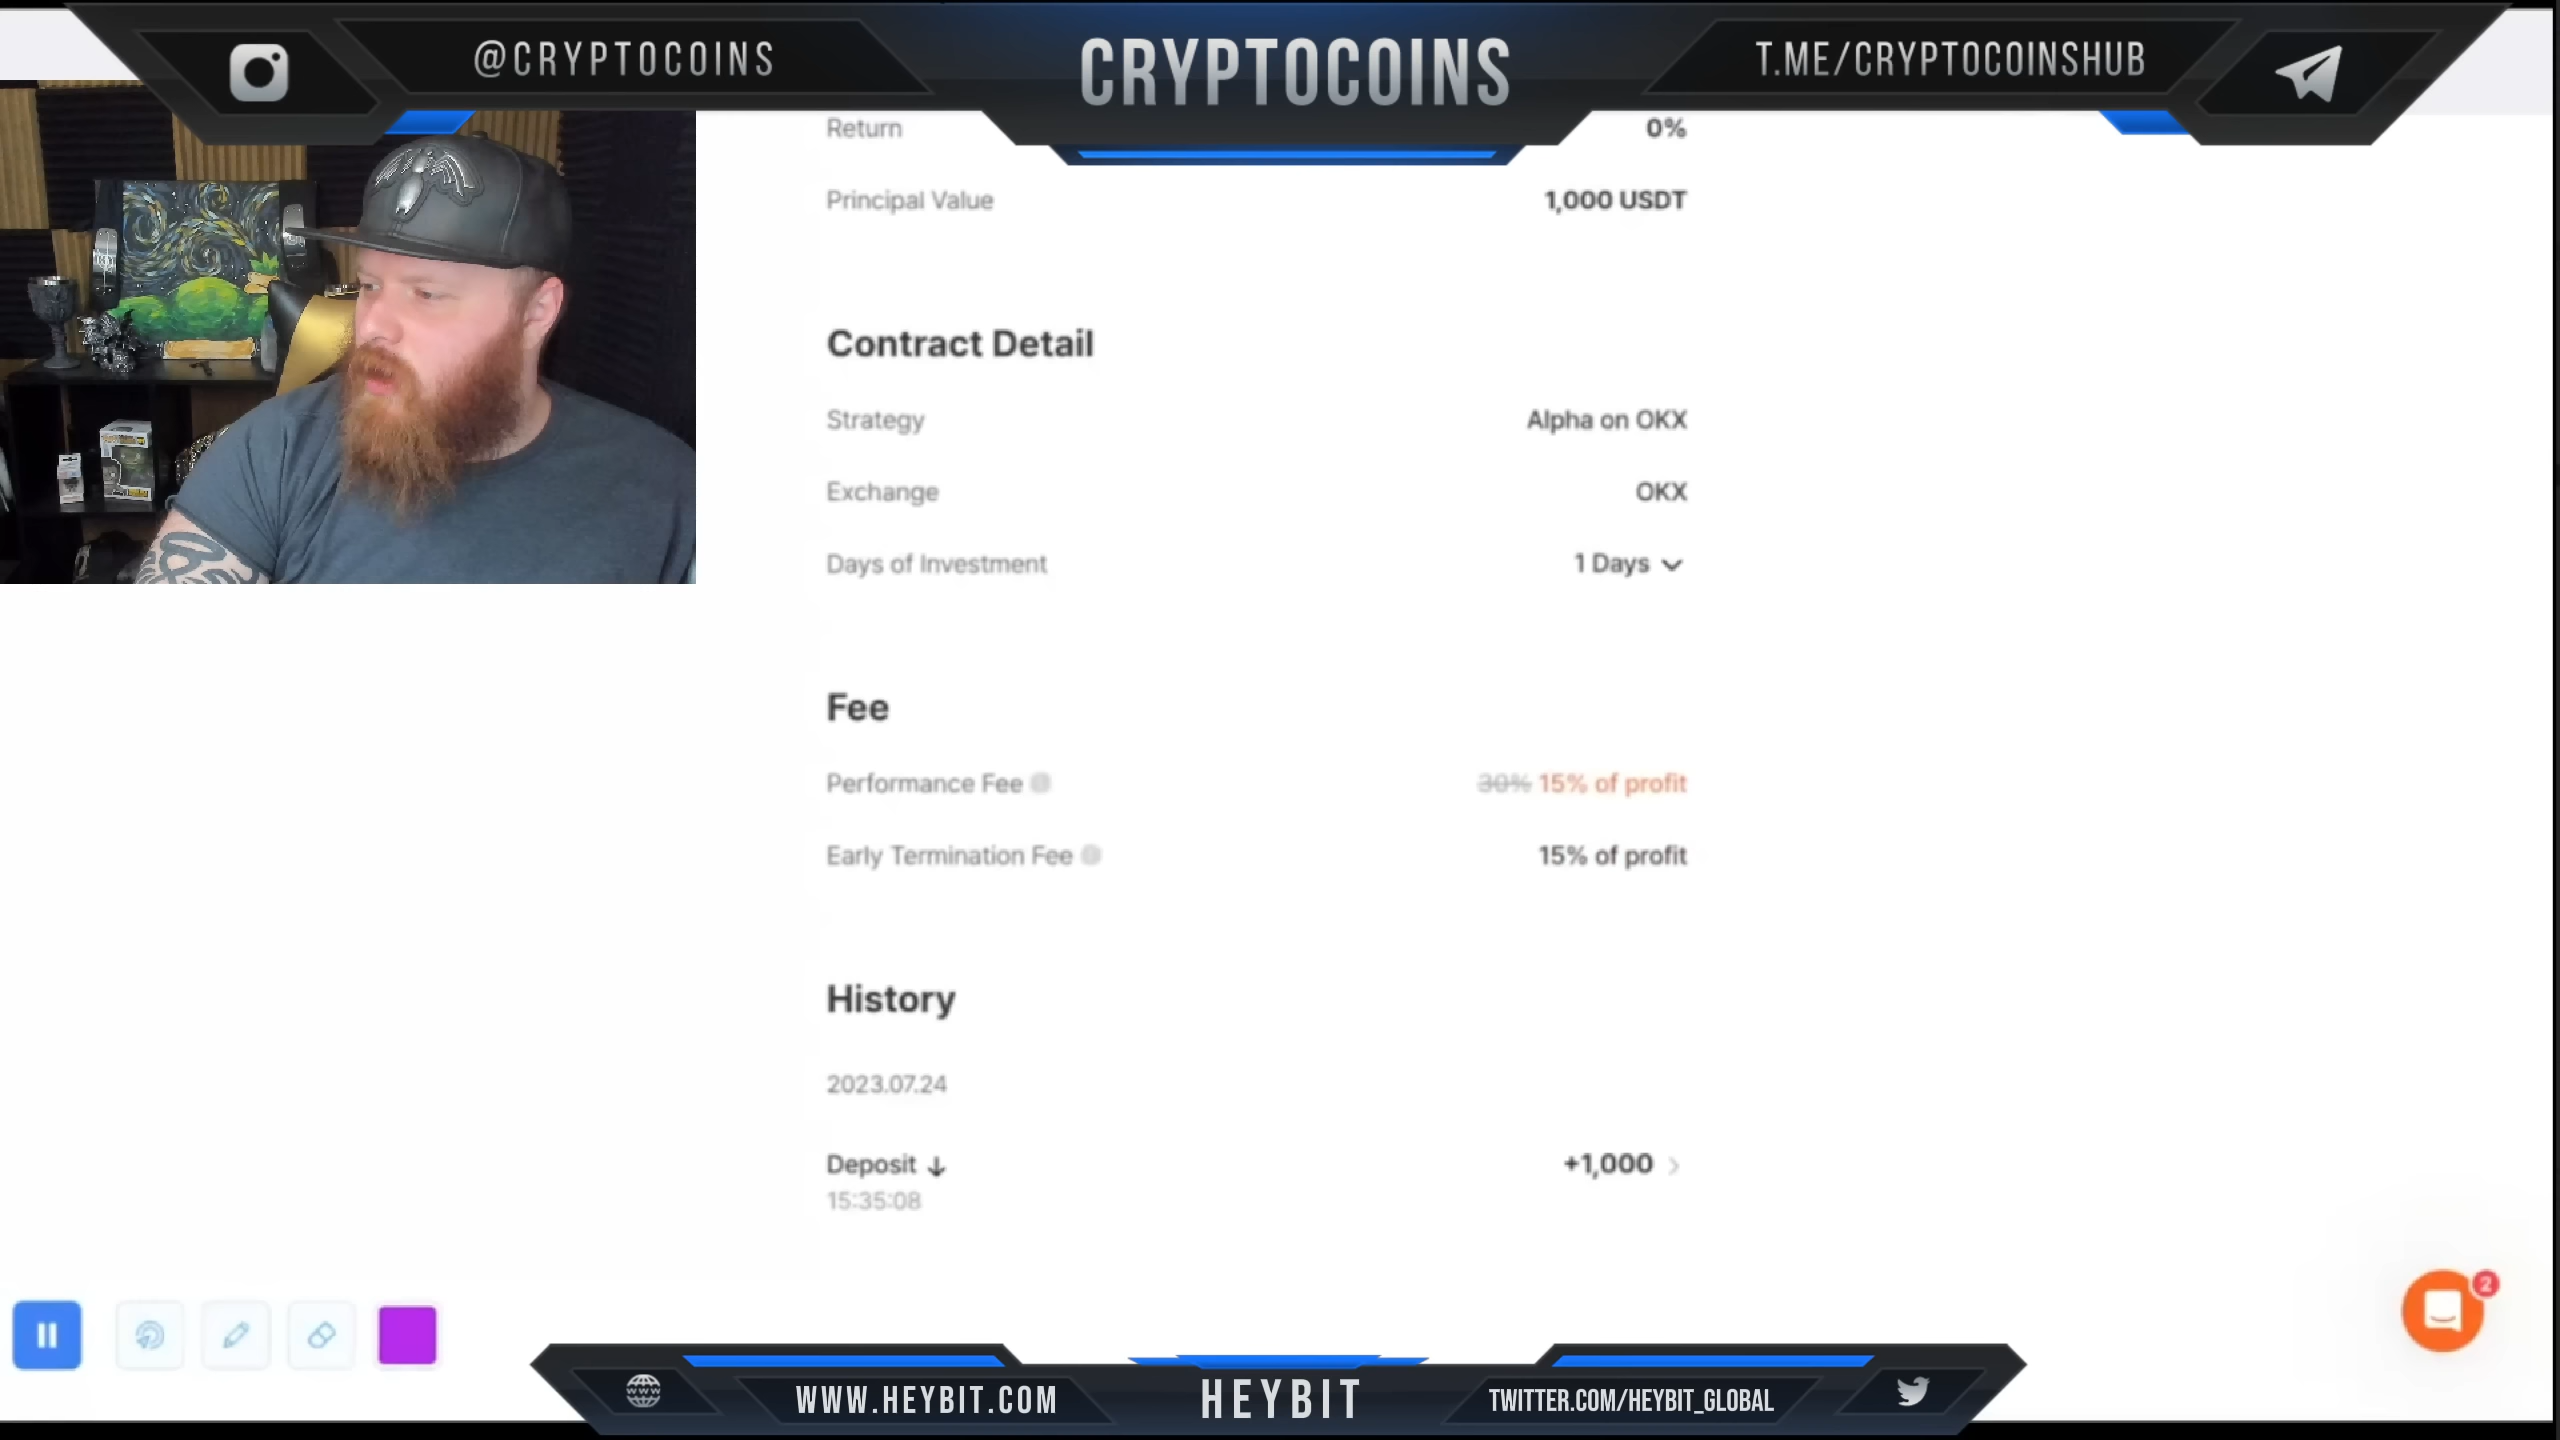 @CRYPTOCOINS
CRYPTOCOINS
T.ME/CRYPTOCOINSHUB
Return 0%
Principal Value 1,000 USDT
Contract Detail
Strategy Alpha on OKX
Exchange OKX
Days of Investment 1 Days
Fee
Performance Fee 30% 15% of profit
Early Termination Fee 15% of profit
History
2023.07.24
Deposit ↓ +1,000
15:35:08
2
WWW.HEYBIT.COM
HEYBIT
TWITTER.COM/HEYBIT_GLOBAL